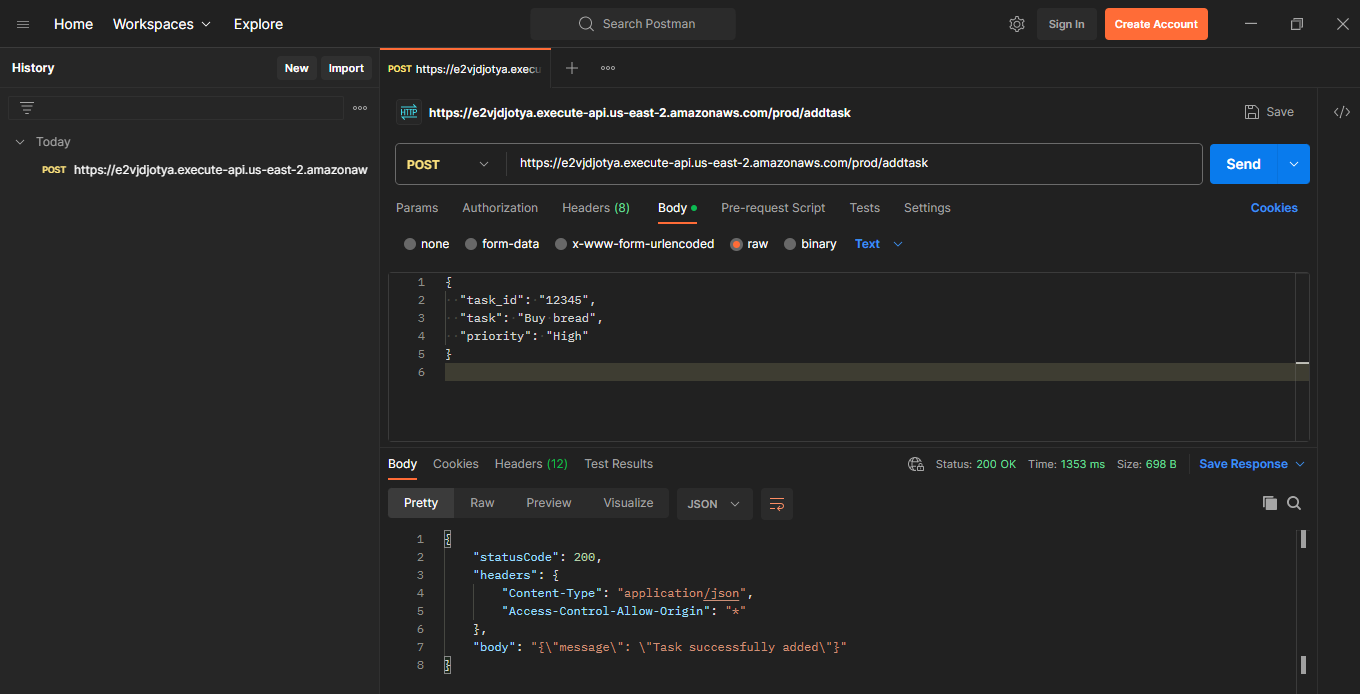 Home Workspaces Explore Search Postman Sign In Create Account
History New Import
POST https://e2vjdjotya.execu
HTTP https://e2vjdjotya.execute-api.us-east-2.amazonaws.com/prod/addtask Save
Today
POST https://e2vjdjotya.execute-api.us-east-2.amazonaw
POST https://e2vjdjotya.execute-api.us-east-2.amazonaws.com/prod/addtask Send
Params Authorization Headers (8) Body Pre-request Script Tests Settings Cookies
none form-data x-www-form-urlencoded raw binary Text
1 {
2 "task_id": "12345",
3 "task": "Buy bread",
4 "priority": "High"
5 }
6
Body Cookies Headers (12) Test Results Status: 200 OK Time: 1353 ms Size: 698 B Save Response
Pretty Raw Preview Visualize JSON
1 {
2 "statusCode": 200,
3 "headers": {
4 "Content-Type": "application/json",
5 "Access-Control-Allow-Origin": "*"
6 },
7 "body": "{\"message\": \"Task successfully added\"}"
8 }